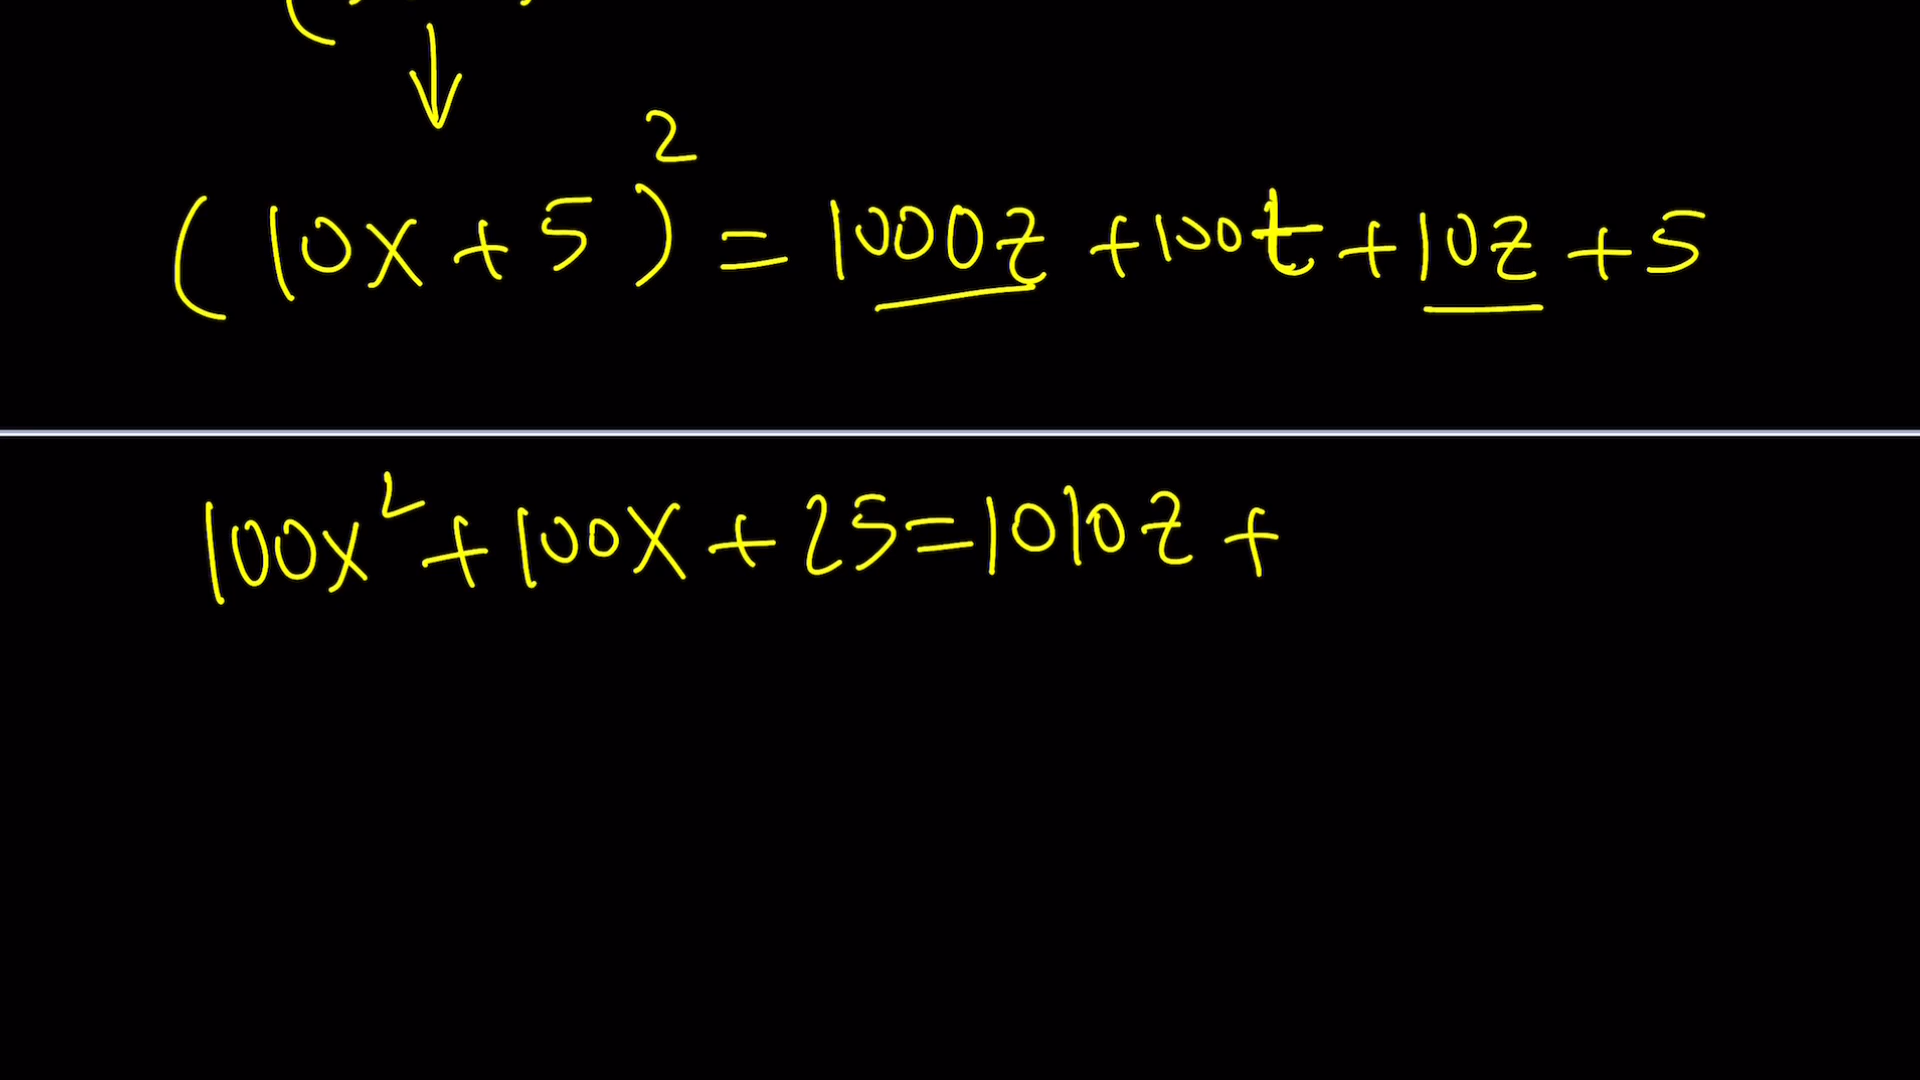 (10x+5)² = 1000z + 100t + 10z + 5
100x² + 100x + 25 = 1010z +